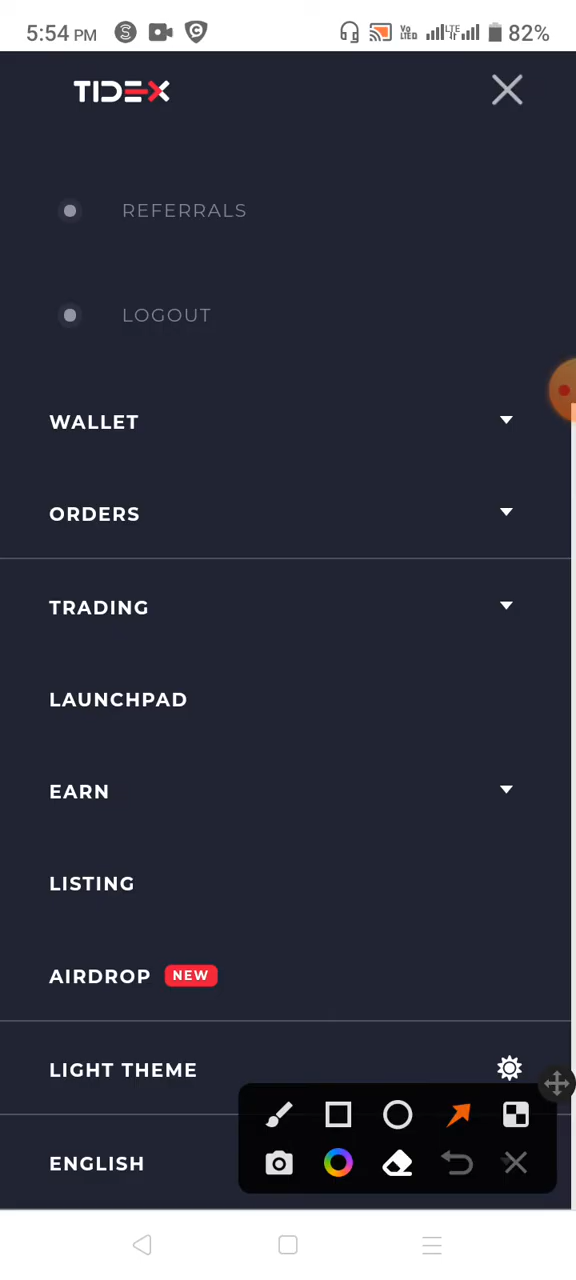 5:54 PM
82%
TIDEX
REFERRALS
LOGOUT
WALLET
ORDERS
TRADING
LAUNCHPAD
EARN
LISTING
AIRDROP NEW
LIGHT THEME
ENGLISH